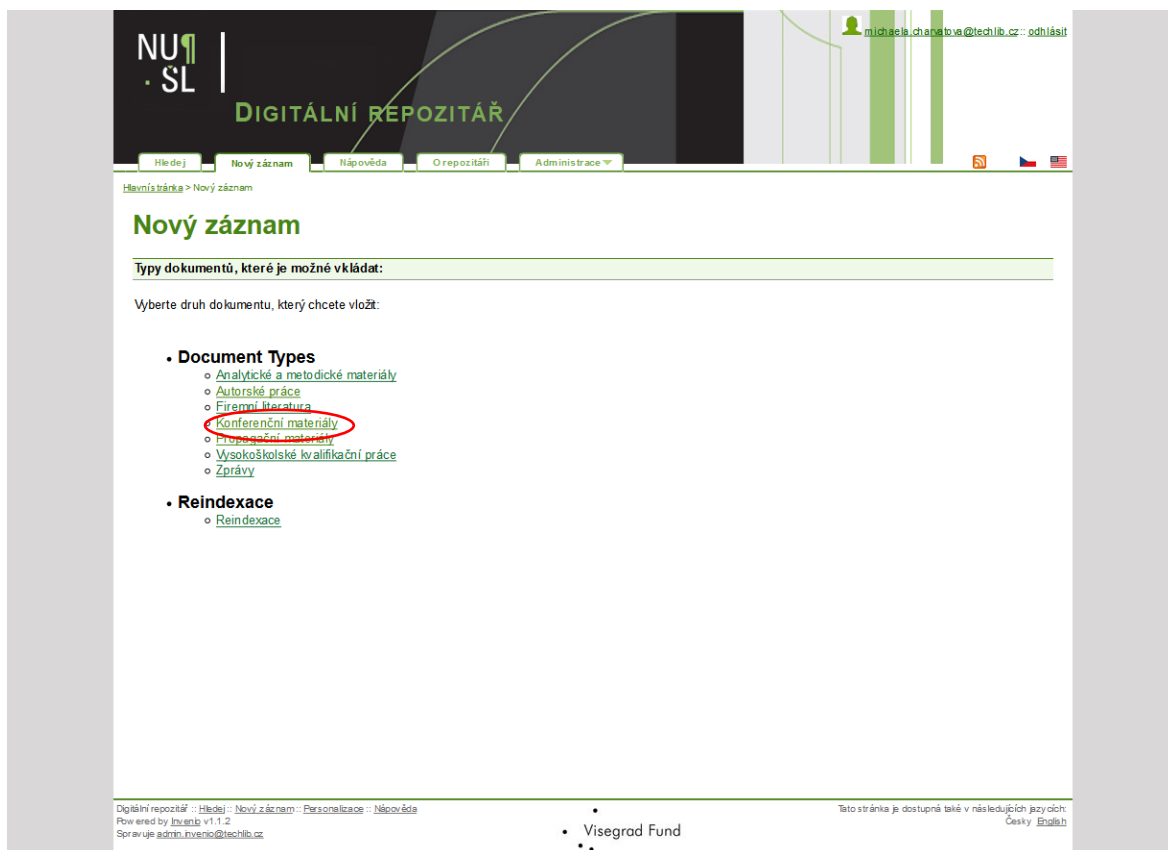 NU¶
· ŠL
michaela.charvatova@techlib.cz :: odhlásit
DIGITÁLNÍ REPOZITÁŘ
Hledej Nový záznam Nápověda O repozitáři Administrace
Hlavní stránka > Nový záznam
Nový záznam
Typy dokumentů, které je možné vkládat:
Vyberte druh dokumentu, který chcete vložit:
• Document Types
Analytické a metodické materiály
Autorské práce
Firemní literatura
Konferenční materiály
Propagační materiály
Vysokoškolské kvalifikační práce
Zprávy
• Reindexace
Reindexace
Digitální repozitář :: Hledej :: Nový záznam :: Personalizace :: Nápověda
Powered by Invenio v1.1.2
Spravuje admin.invenio@techlib.cz
Visegrad Fund
Tato stránka je dostupná také v následujících jazycích:
Česky English